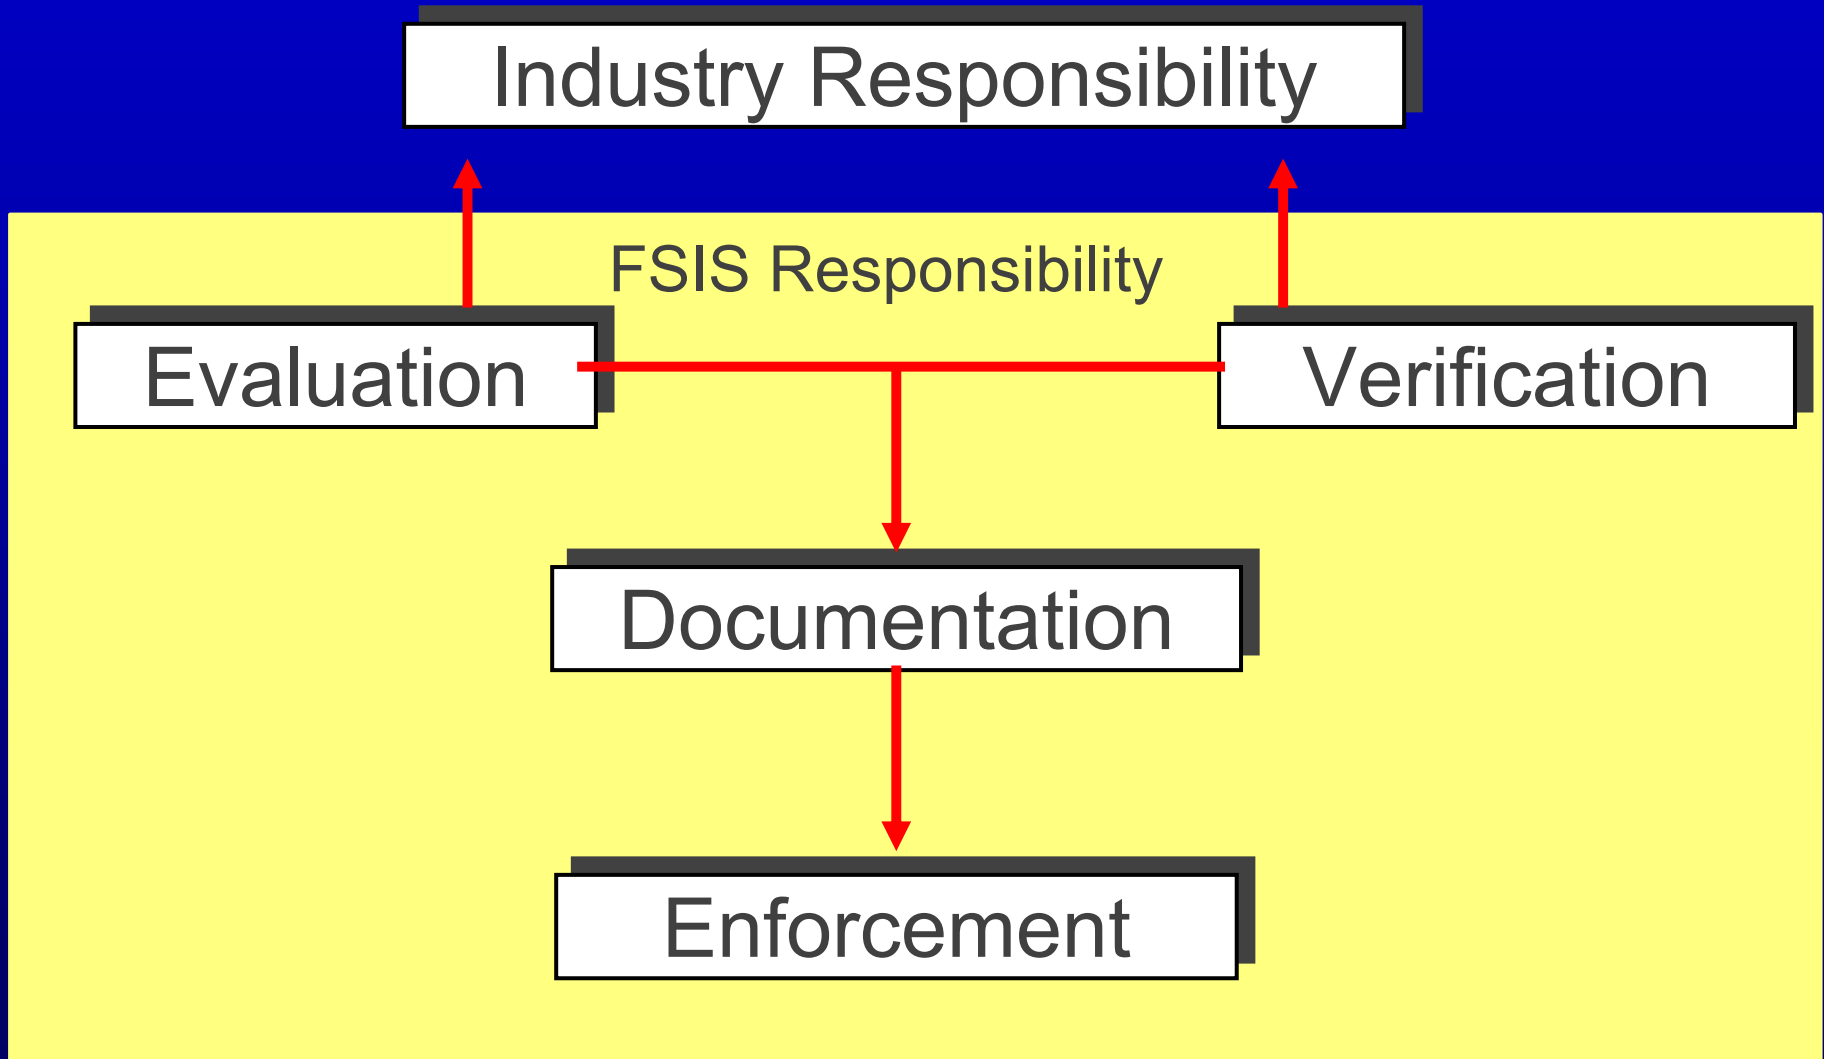 Industry Responsibility
FSIS Responsibility
Evaluation
Verification
Documentation
Enforcement